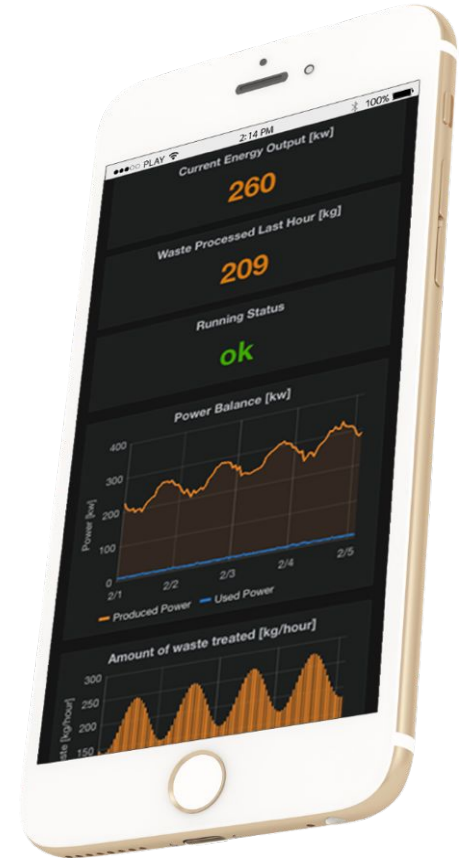 PLAY 2:14 PM 100%
Current Energy Output [kw]
260
Waste Processed Last Hour [kg]
209
Running Status
ok
Power Balance [kw]
400
300
200
100
0
Power [kw]
2/1 2/2 2/3 2/4 2/5
Produced Power Used Power
Amount of waste treated [kg/hour]
300
250
200
150
[kg/hour]